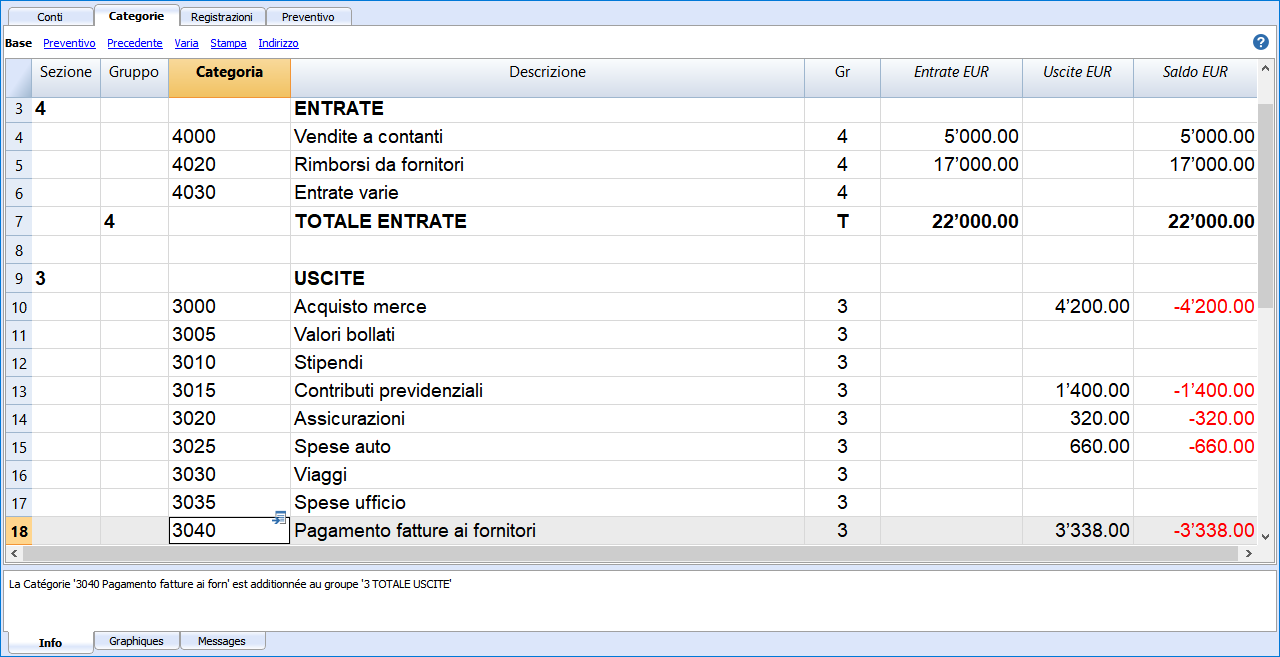 Conti Categorie Registrazioni Preventivo
Base Preventivo Precedente Varia Stampa Indirizzo ?
Sezione Gruppo Categoria Descrizione Gr Entrate EUR Uscite EUR Saldo EUR
3 4 ENTRATE
4 4000 Vendite a contanti 4 5’000.00 5’000.00
5 4020 Rimborsi da fornitori 4 17’000.00 17’000.00
6 4030 Entrate varie 4
7 4 TOTALE ENTRATE T 22’000.00 22’000.00
8
9 3 USCITE
10 3000 Acquisto merce 3 4’200.00 -4’200.00
11 3005 Valori bollati 3
12 3010 Stipendi 3
13 3015 Contributi previdenziali 3 1’400.00 -1’400.00
14 3020 Assicurazioni 3 320.00 -320.00
15 3025 Spese auto 3 660.00 -660.00
16 3030 Viaggi 3
17 3035 Spese ufficio 3
18 3040 Pagamento fatture ai fornitori 3 3’338.00 -3’338.00
La Catégorie '3040 Pagamento fatture ai forn' est additionnée au groupe '3 TOTALE USCITE'
Info Graphiques Messages